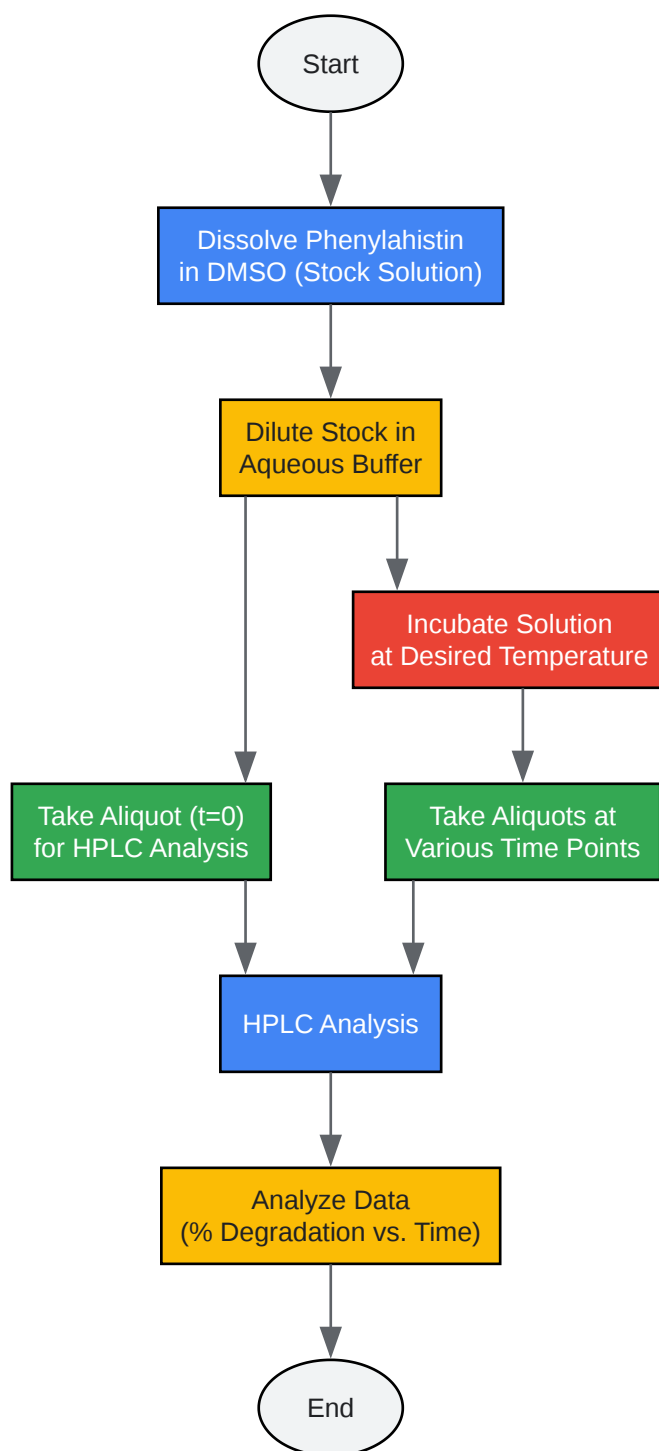 Start
Dissolve Phenylahistin
in DMSO (Stock Solution)
Dilute Stock in
Aqueous Buffer
Incubate Solution
at Desired Temperature
Take Aliquot (t=0)
for HPLC Analysis
Take Aliquots at
Various Time Points
HPLC Analysis
Analyze Data
(% Degradation vs. Time)
End